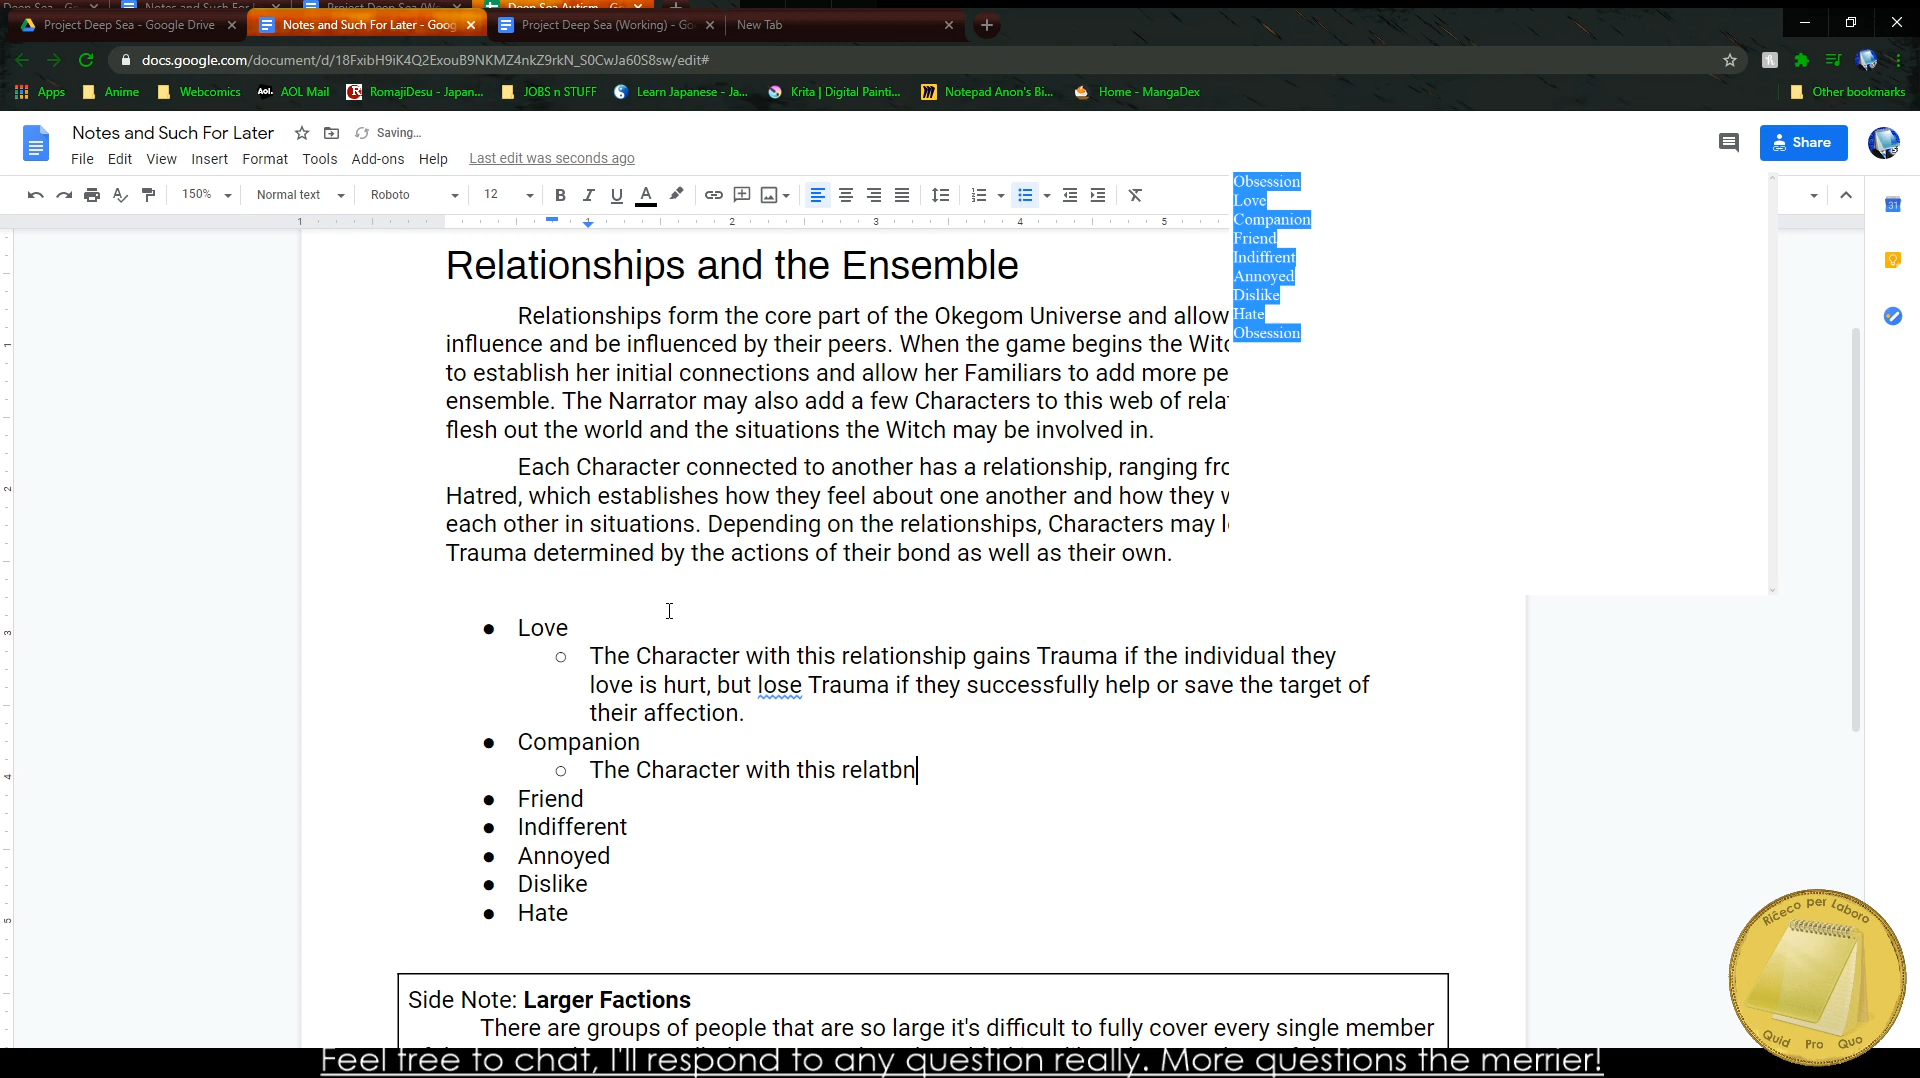 Project Deep Sea - Google Drive
Notes and Such For Later - Goog
Project Deep Sea (Working) - Go
New Tab
docs.google.com/document/d/18FxibH9iK4Q2ExouB9NKMZ4nkZ9rkN_S0CwJa60S8sw/edit#
Apps
Anime
Webcomics
Aol.
AOL Mail
RomajiDesu - Japan...
JOBS n STUFF
Learn Japanese - Ja...
Krita | Digital Painti...
Notepad Anon's Bi...
Home - MangaDex
Other bookmarks
Notes and Such For Later
Saving...
Share
File Edit View Insert Format Tools Add-ons Help Last edit was seconds ago
150% Normal text Roboto 12 B I U A
31
1 1 2 3 4 5
Obsession
Love
Companion
Friend
Indiffrent
Annoyed
Dislike
Hate
Obsession
Relationships and the Ensemble
Relationships form the core part of the Okegom Universe and allow
influence and be influenced by their peers. When the game begins the
to establish her initial connections and allow her Familiars to add more
ensemble. The Narrator may also add a few Characters to this web of
flesh out the world and the situations the Witch may be involved in.
Each Character connected to another has a relationship, ranging
Hatred, which establishes how they feel about one another and how they
each other in situations. Depending on the relationships, Characters may
Trauma determined by the actions of their bond as well as their own.
● Love
○ The Character with this relationship gains Trauma if the individual they
love is hurt, but lose Trauma if they successfully help or save the target of
their affection.
● Companion
○ The Character with this relatbn
● Friend
● Indifferent
● Annoyed
● Dislike
● Hate
Side Note: Larger Factions
There are groups of people that are so large it's difficult to fully cover every single member
Feel free to chat, I'll respond to any question really. More questions the merrier!
per Laboro
Quid Pro Quo